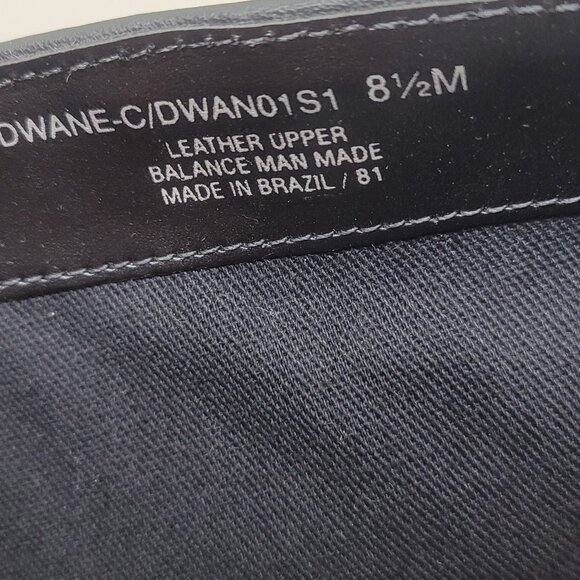 DWANE-C/DWAN01S1 8½M
LEATHER UPPER
BALANCE MAN MADE
MADE IN BRAZIL / 81